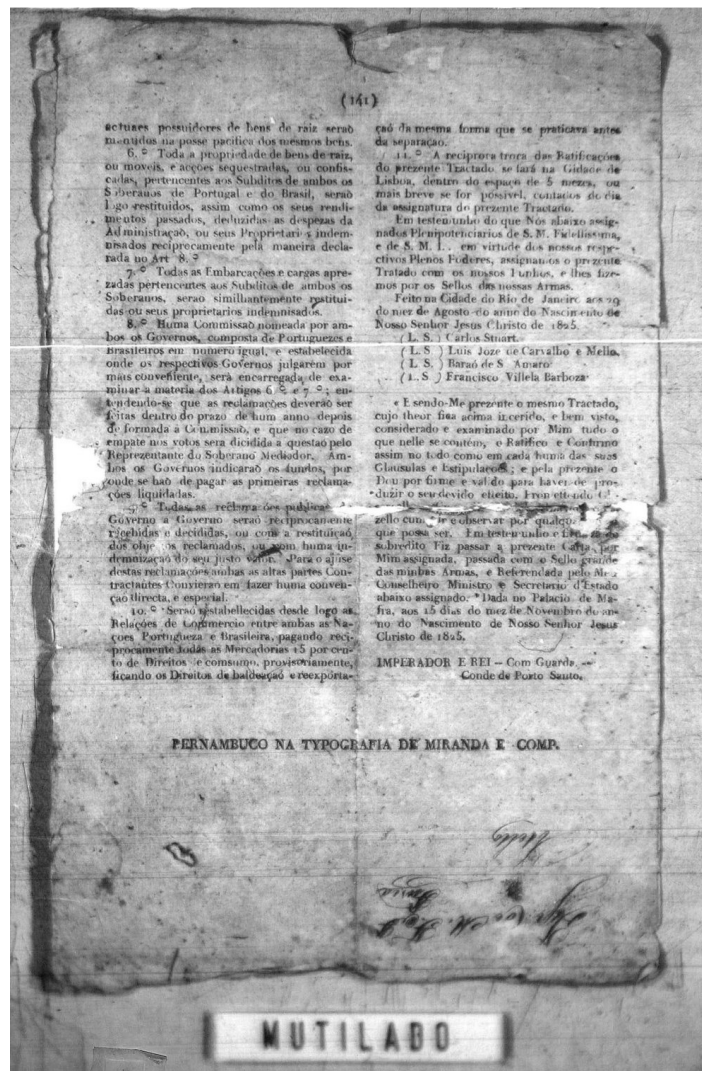 (141)
actuaes possuidores de bens de raiz seraõ
mantudos na posse pacifica dos mesmos bens.
6.º Toda a propriedade de bens de raiz,
ou moveis, e acções sequestradas, ou confis-
cadas, pertencentes aos Subditos de ambos os
Soberanos de Portugal e do Brasil, seraõ
logo restituidos, assim como os seus rendi-
mentos passados, deduzidas as despezas da
Administraçaõ, ou seus Proprietarios indem-
nisados reciprocamente pela maneira decla-
rada no Art 8.º
7.º Todas as Embarcações e cargas apre-
zadas pertencentes aos Subditos de ambos os
Soberanos, serao similhantemente restitui-
das ou seus proprietarios indemnisados.
8.º Huma Commissaõ nomeada por am-
bos os Governos, composta de Portuguezes e
Brasileiros em numero igual, e estabelecida
onde os respectivos Governos julgarem por
mais conveniente, será encarregada de exa-
minar a materia dos Artigos 6º e 7.º; en-
tendendo-se que as reclamações deveraõ ser
feitas dentro do prazo de hum anno depois
de formada a Commissaõ, e que no cazo de
empate nos votos sera dicidida a questaõ pelo
Reprezentante do Soberano Mediador. Am-
bos os Governos indicaraõ os fundos, por
onde se haõ de pagar as primeiras reclama-
ções liquidadas.
9.º Todas as reclamações publicas
Governo a Governo seraõ reciprocamente
recebidas e decididas, ou com a restituiçaõ
dos objectos reclamados, ou com huma in-
demnizaçaõ do seu justo valor. Para o ajuse
destas reclamações ambas as altas partes Con-
tractantes Convieraõ em fazer huma conven-
çaõ directa, e especial.
10.º Seraõ restabellecidas desde logo as
Relações de Commercio entre ambas as Na-
ções Portugueza e Brasileira, pagando reci-
procamente todas as Mercadorias 15 por cen-
to de Direitos de comsumo, provisoriamente,
ficando os Direitos de baldeaçaõ e reexporta-
çaõ da mesma forma que se praticava antes
da separaçaõ.
11.º A reciproca troca das Ratificações
do prezente Tractado se fará na Cidade de
Lisboa, dentro do espaço de 5 mezes, ou
mais breve se for possivel, contados do dia
da assignatura do prezente Tractado.
Em testemunho do que Nós abaixo assig-
nados Plenipotenciarios de S. M. Fidellissima,
e de S. M. I.. em virtude dos nossos respe-
ctivos Plenos Poderes, assignamos o prezente
Tratado com os nossos Punhos, e lhes fize-
mos por os Sellos das nossas Armas.
Feito na Cidade do Rio de Janeiro aos 29
do mez de Agosto do anno do Nascimento de
Nosso Senhor Jesus Christo de 1825.
(L. S.) Carlos Stuart.
(L. S.) Luis Joze de Carvalho e Mello.
(L. S.) Baraõ de S Amaro
(L. S.) Francisco Villela Barboza
« E sendo-Me prezente o mesmo Tractado,
cujo theor fica acima incerido, e bem visto,
considerado e examinado por Mim tudo o
que nelle se contém, o Ratifico e Confirmo
assim no todo como em cada huma das suas
Clausulas e Estipulações; e pela prezente o
Dou por firme e valido para haver de pro-
duzir o seu devido effeito, Promettendo
zello e observar por qualquer
que possa ser. Em testemunho e firmeza do
sobredito Fiz passar a prezente Carta, por
Mim assignada, passada com o Sello grande
das minhas Armas, e Referendada pelo Meu
Conselheiro Ministro e Secretario d'Estado
abaixo assignado. Dada no Palacio de Ma-
fra, aos 15 dias do mez de Novembro do an-
no do Nascimento de Nosso Senhor Jesus
Christo de 1825.
IMPERADOR E REI — Com Guarda. —
Conde de Porto Santo.
PERNAMBUCO NA TYPOGRAFIA DE MIRANDA E COMP.
MUTILADO